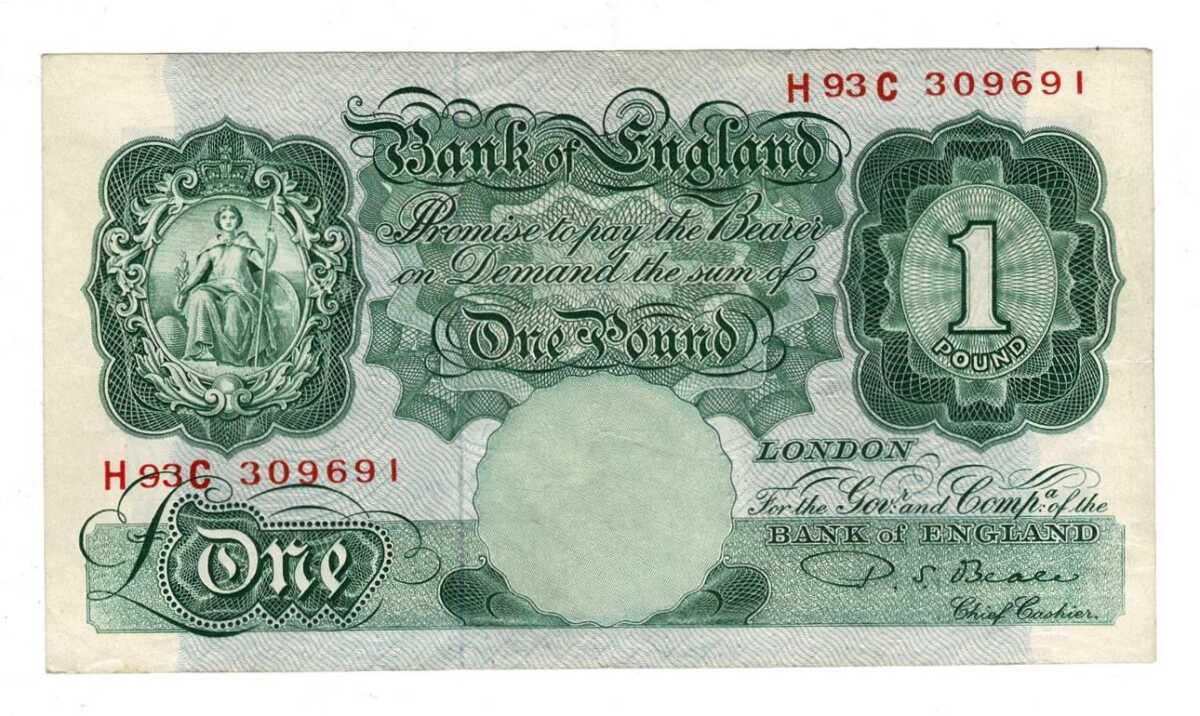 H93C 309691
Bank of England
Promise to pay the Bearer
on Demand the sum of
One Pound
1
POUND
H93C 309691
£One
LONDON
For the Govr. and Compa. of the
BANK of ENGLAND
P. S. Beale
Chief Cashier.